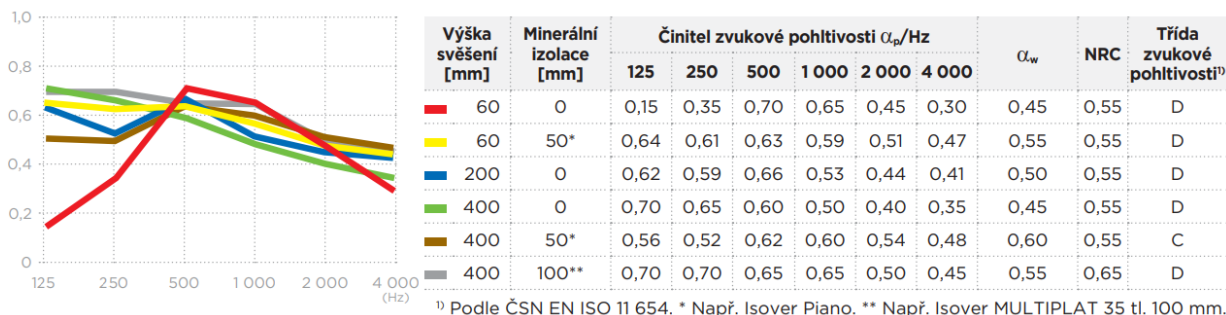 1,0
0,8
0,6
0,4
0,2
0
125 250 500 1 000 2 000 4 000
(Hz)
Výška svěšení [mm] Minerální izolace [mm] Činitel zvukové pohltivosti αp/Hz αw NRC Třída zvukové pohltivosti¹⁾
125 250 500 1 000 2 000 4 000
60 0 0,15 0,35 0,70 0,65 0,45 0,30 0,45 0,55 D
60 50* 0,64 0,61 0,63 0,59 0,51 0,47 0,55 0,55 D
200 0 0,62 0,59 0,66 0,53 0,44 0,41 0,50 0,55 D
400 0 0,70 0,65 0,60 0,50 0,40 0,35 0,45 0,55 D
400 50* 0,56 0,52 0,62 0,60 0,54 0,48 0,60 0,55 C
400 100** 0,70 0,70 0,65 0,65 0,50 0,45 0,55 0,65 D
¹⁾ Podle ČSN EN ISO 11 654. * Např. Isover Piano. ** Např. Isover MULTIPLAT 35 tl. 100 mm.